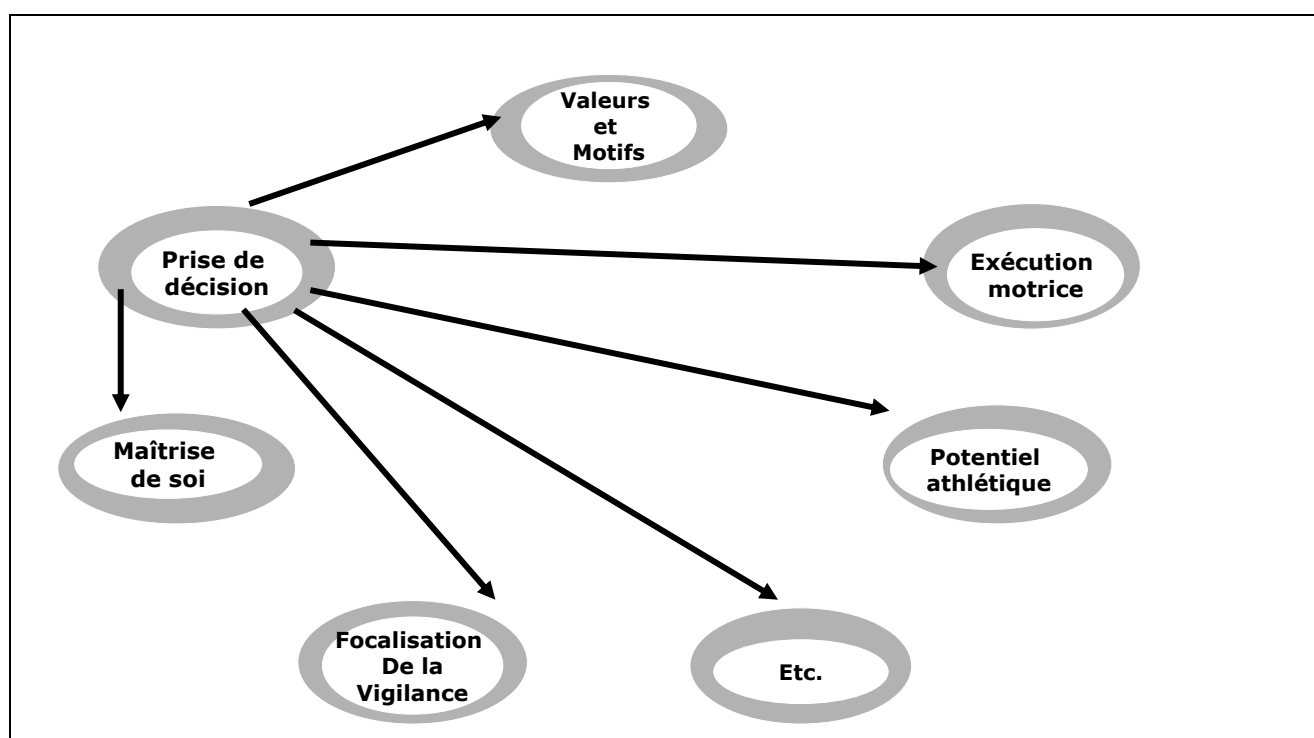 Valeurs
et
Motifs
Prise de
décision
Exécution
motrice
Maîtrise
de soi
Potentiel
athlétique
Focalisation
De la
Vigilance
Etc.